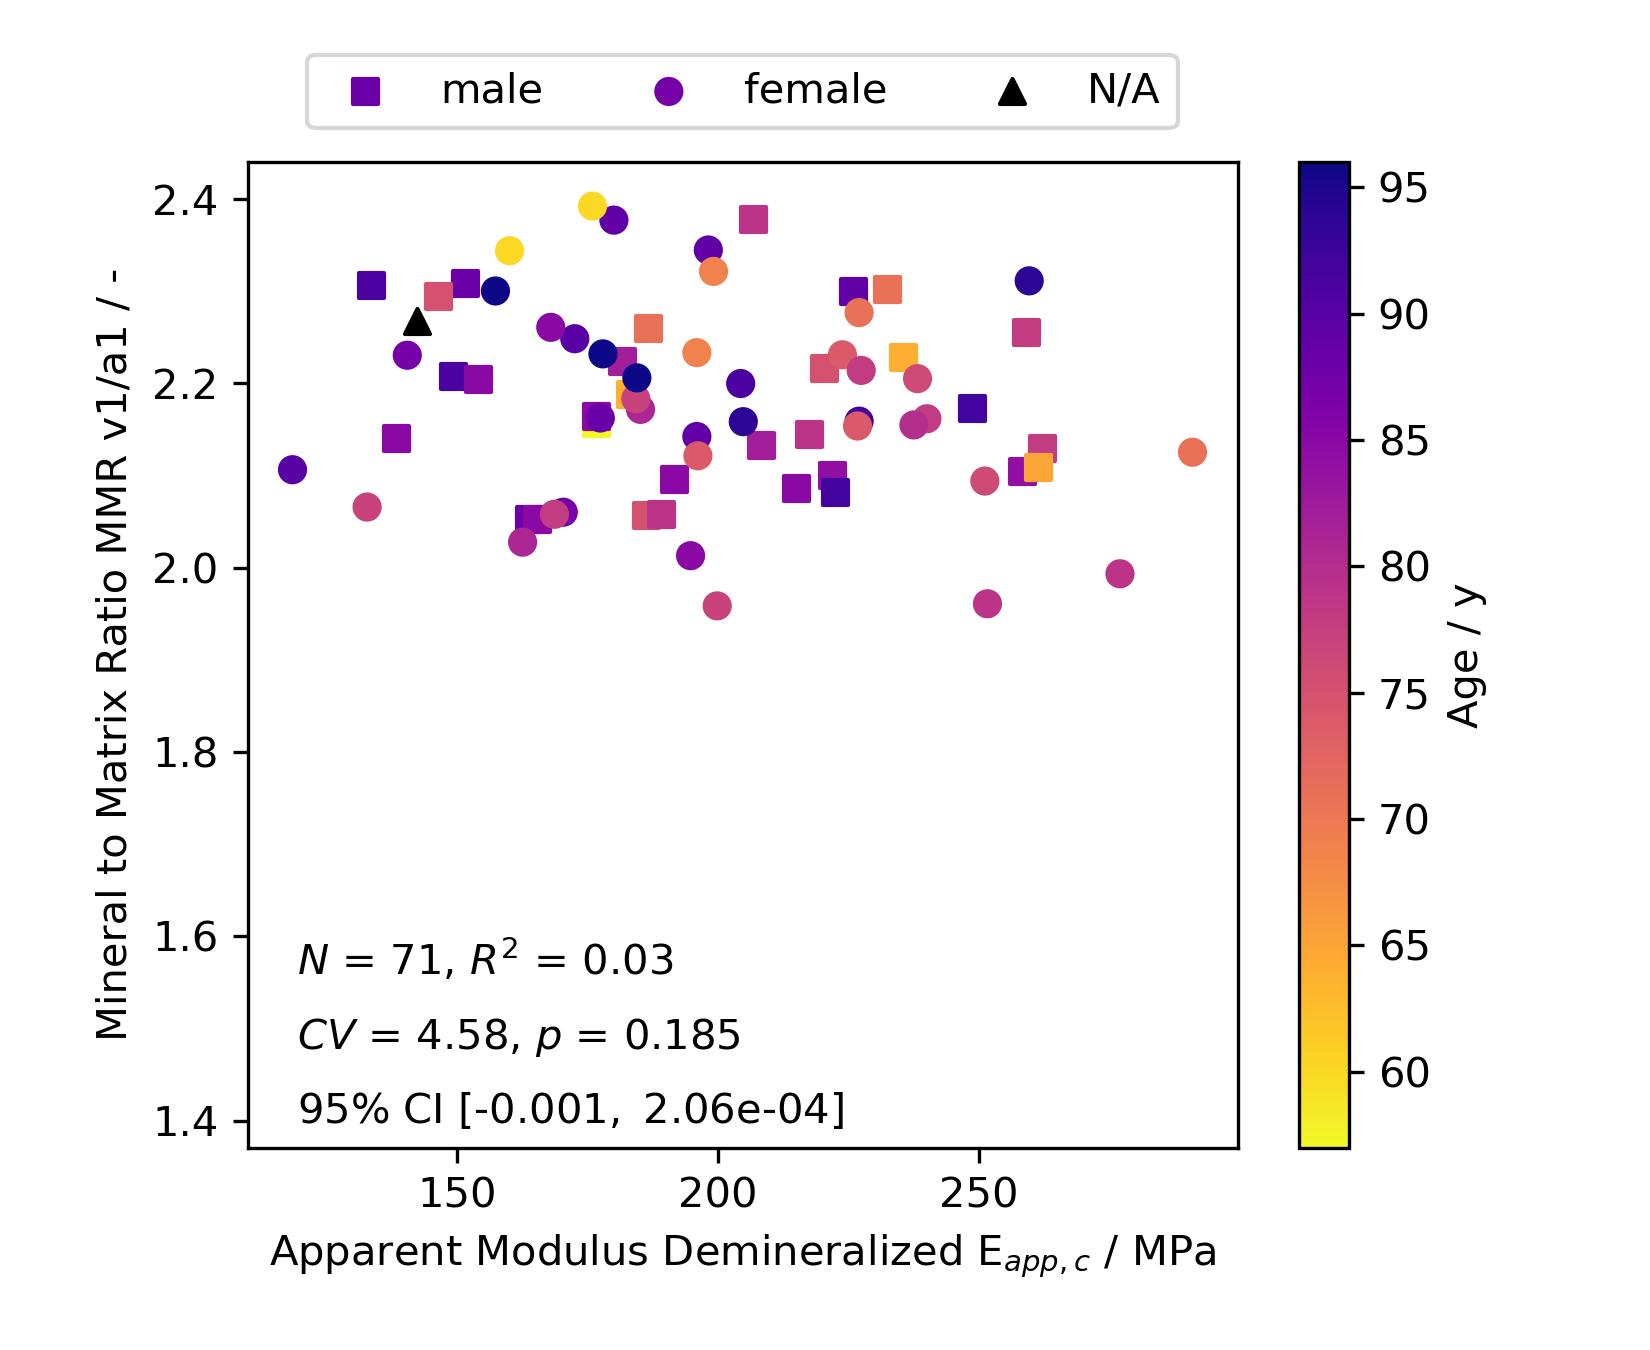 male female N/A
Mineral to Matrix Ratio MMR v1/a1 / -
2.4
2.2
2.0
1.8
1.6
1.4
N = 71, R² = 0.03
CV = 4.58, p = 0.185
95% CI [-0.001, 2.06e-04]
150 200 250
Apparent Modulus Demineralized E_app,c / MPa
95
90
85
80
75
70
65
60
Age / y